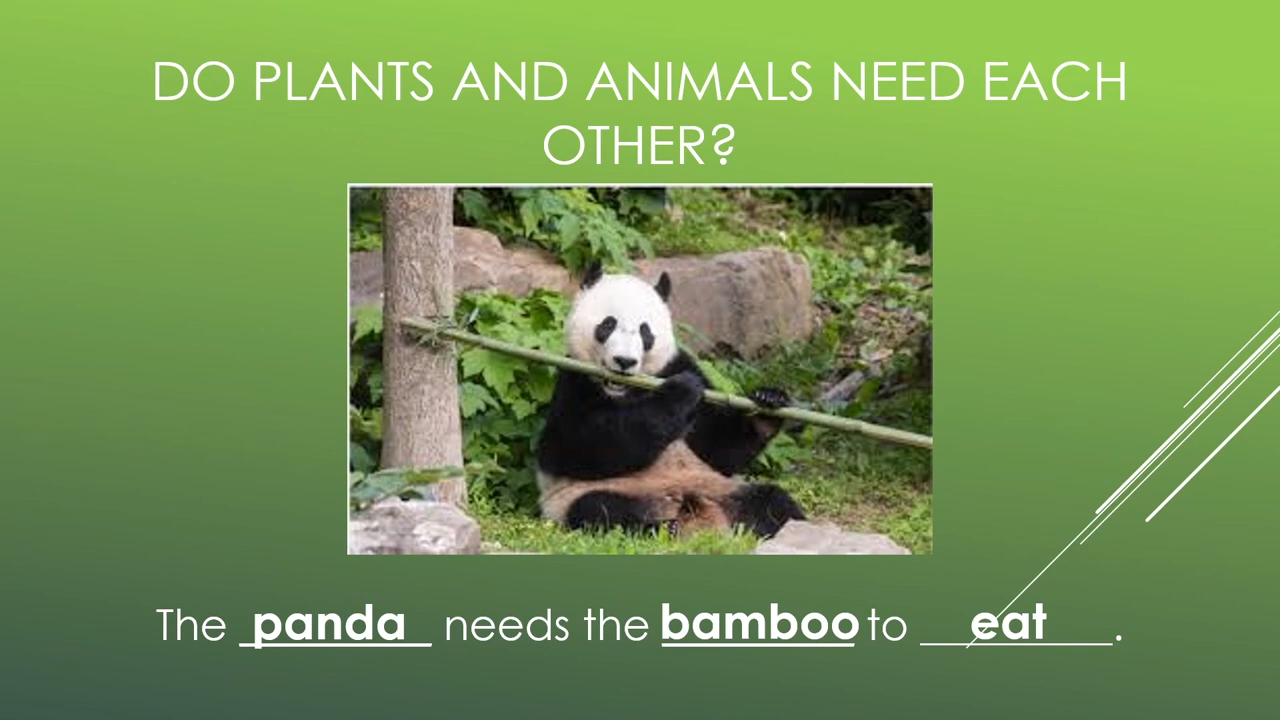 DO PLANTS AND ANIMALS NEED EACH
OTHER?
The panda needs the bamboo to eat.